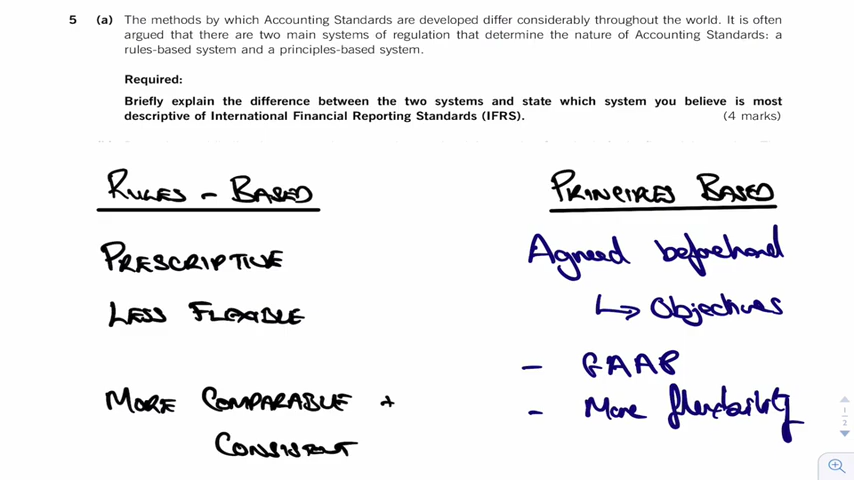 5 (a) The methods by which Accounting Standards are developed differ considerably throughout the world. It is often
argued that there are two main systems of regulation that determine the nature of Accounting Standards: a
rules-based system and a principles-based system.
Required:
Briefly explain the difference between the two systems and state which system you believe is most
descriptive of International Financial Reporting Standards (IFRS). (4 marks)
RULES - BASED
PRINCIPLES BASED
PRESCRIPTIVE
Agreed beforehand
LESS FLEXIBLE
↳ Objectives
- GAAP
MORE COMPARABLE +
- More flexibility
CONSISTENT
1
2